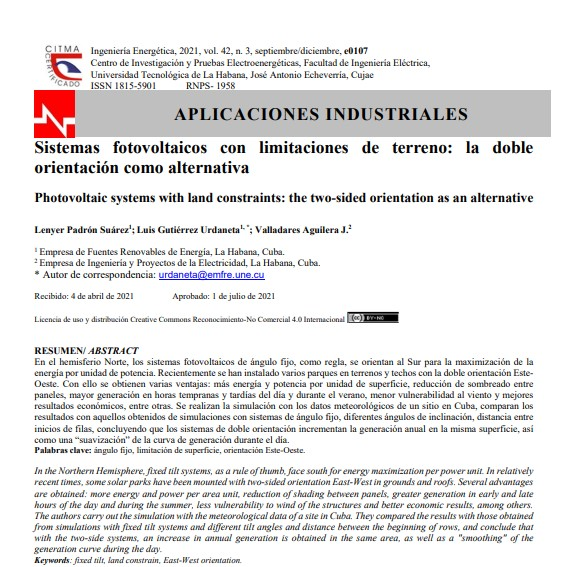 CITMA
CERTIFICADO
Ingeniería Energética, 2021, vol. 42, n. 3, septiembre/diciembre, e0107
Centro de Investigación y Pruebas Electroenergéticas, Facultad de Ingeniería Eléctrica,
Universidad Tecnológica de La Habana, José Antonio Echeverría, Cujae
ISSN 1815-5901 RNPS- 1958
APLICACIONES INDUSTRIALES
Sistemas fotovoltaicos con limitaciones de terreno: la doble
orientación como alternativa
Photovoltaic systems with land constraints: the two-sided orientation as an alternative
Lenyer Padrón Suárez¹; Luis Gutiérrez Urdaneta¹,*; Valladares Aguilera J.²
¹ Empresa de Fuentes Renovables de Energía, La Habana, Cuba.
² Empresa de Ingeniería y Proyectos de la Electricidad, La Habana, Cuba.
* Autor de correspondencia: urdaneta@emfre.une.cu
Recibido: 4 de abril de 2021 Aprobado: 1 de julio de 2021
Licencia de uso y distribución Creative Commons Reconocimiento-No Comercial 4.0 Internacional (cc) BY-NC
RESUMEN/ ABSTRACT
En el hemisferio Norte, los sistemas fotovoltaicos de ángulo fijo, como regla, se orientan al Sur para la maximización de la
energía por unidad de potencia. Recientemente se han instalado varios parques en terrenos y techos con la doble orientación Este-
Oeste. Con ello se obtienen varias ventajas: más energía y potencia por unidad de superficie, reducción de sombreado entre
paneles, mayor generación en horas tempranas y tardías del día y durante el verano, menor vulnerabilidad al viento y mejores
resultados económicos, entre otras. Se realizan la simulación con los datos meteorológicos de un sitio en Cuba, comparan los
resultados con aquellos obtenidos de simulaciones con sistemas de ángulo fijo, diferentes ángulos de inclinación, distancia entre
inicios de filas, concluyendo que los sistemas de doble orientación incrementan la generación anual en la misma superficie, así
como una “suavización” de la curva de generación durante el día.
Palabras clave: ángulo fijo, limitación de superficie, orientación Este-Oeste.
In the Northern Hemisphere, fixed tilt systems, as a rule of thumb, face south for energy maximization per power unit. In relatively
recent times, some solar parks have been mounted with two-sided orientation East-West in grounds and roofs. Several advantages
are obtained: more energy and power per area unit, reduction of shading between panels, greater generation in early and late
hours of the day and during the summer, less vulnerability to wind of the structures and better economic results, among others.
The authors carry out the simulation with the meteorological data of a site in Cuba. They compared the results with those obtained
from simulations with fixed tilt systems and different tilt angles and distance between the beginning of rows, and conclude that
with the two-side systems, an increase in annual generation is obtained in the same area, as well as a "smoothing" of the
generation curve during the day.
Keywords: fixed tilt, land constrain, East-West orientation.